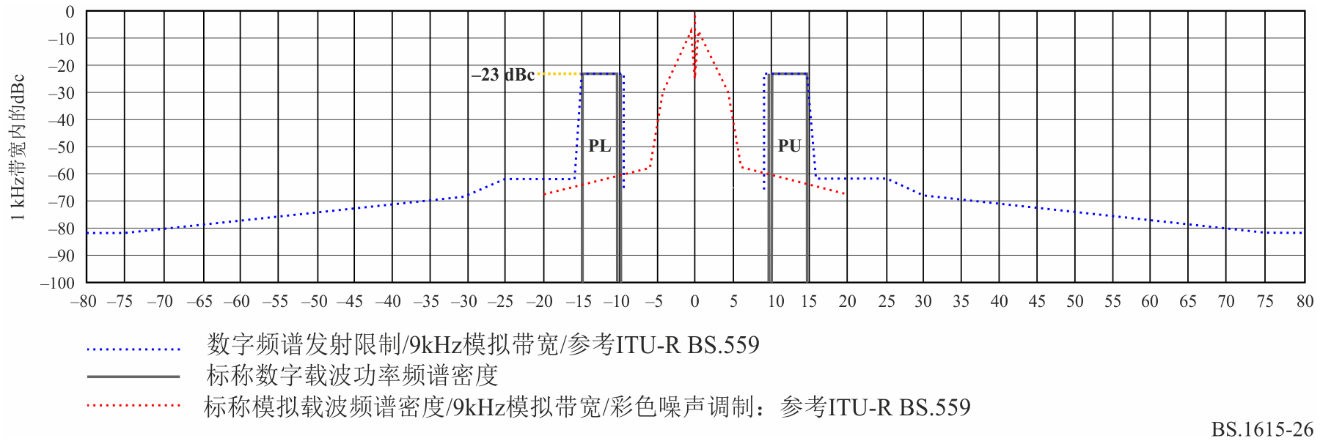 1 kHz带宽内的dBc
0
–10
–20
–30
–40
–50
–60
–70
–80
–90
–100
–23 dBc
PL
PU
–80 –75 –70 –65 –60 –55 –50 –45 –40 –35 –30 –25 –20 –15 –10 –5 0 5 10 15 20 25 30 35 40 45 50 55 60 65 70 75 80
数字频谱发射限制/9kHz模拟带宽/参考ITU-R BS.559
标称数字载波功率频谱密度
标称模拟载波频谱密度/9kHz模拟带宽/彩色噪声调制：参考ITU-R BS.559
BS.1615-26